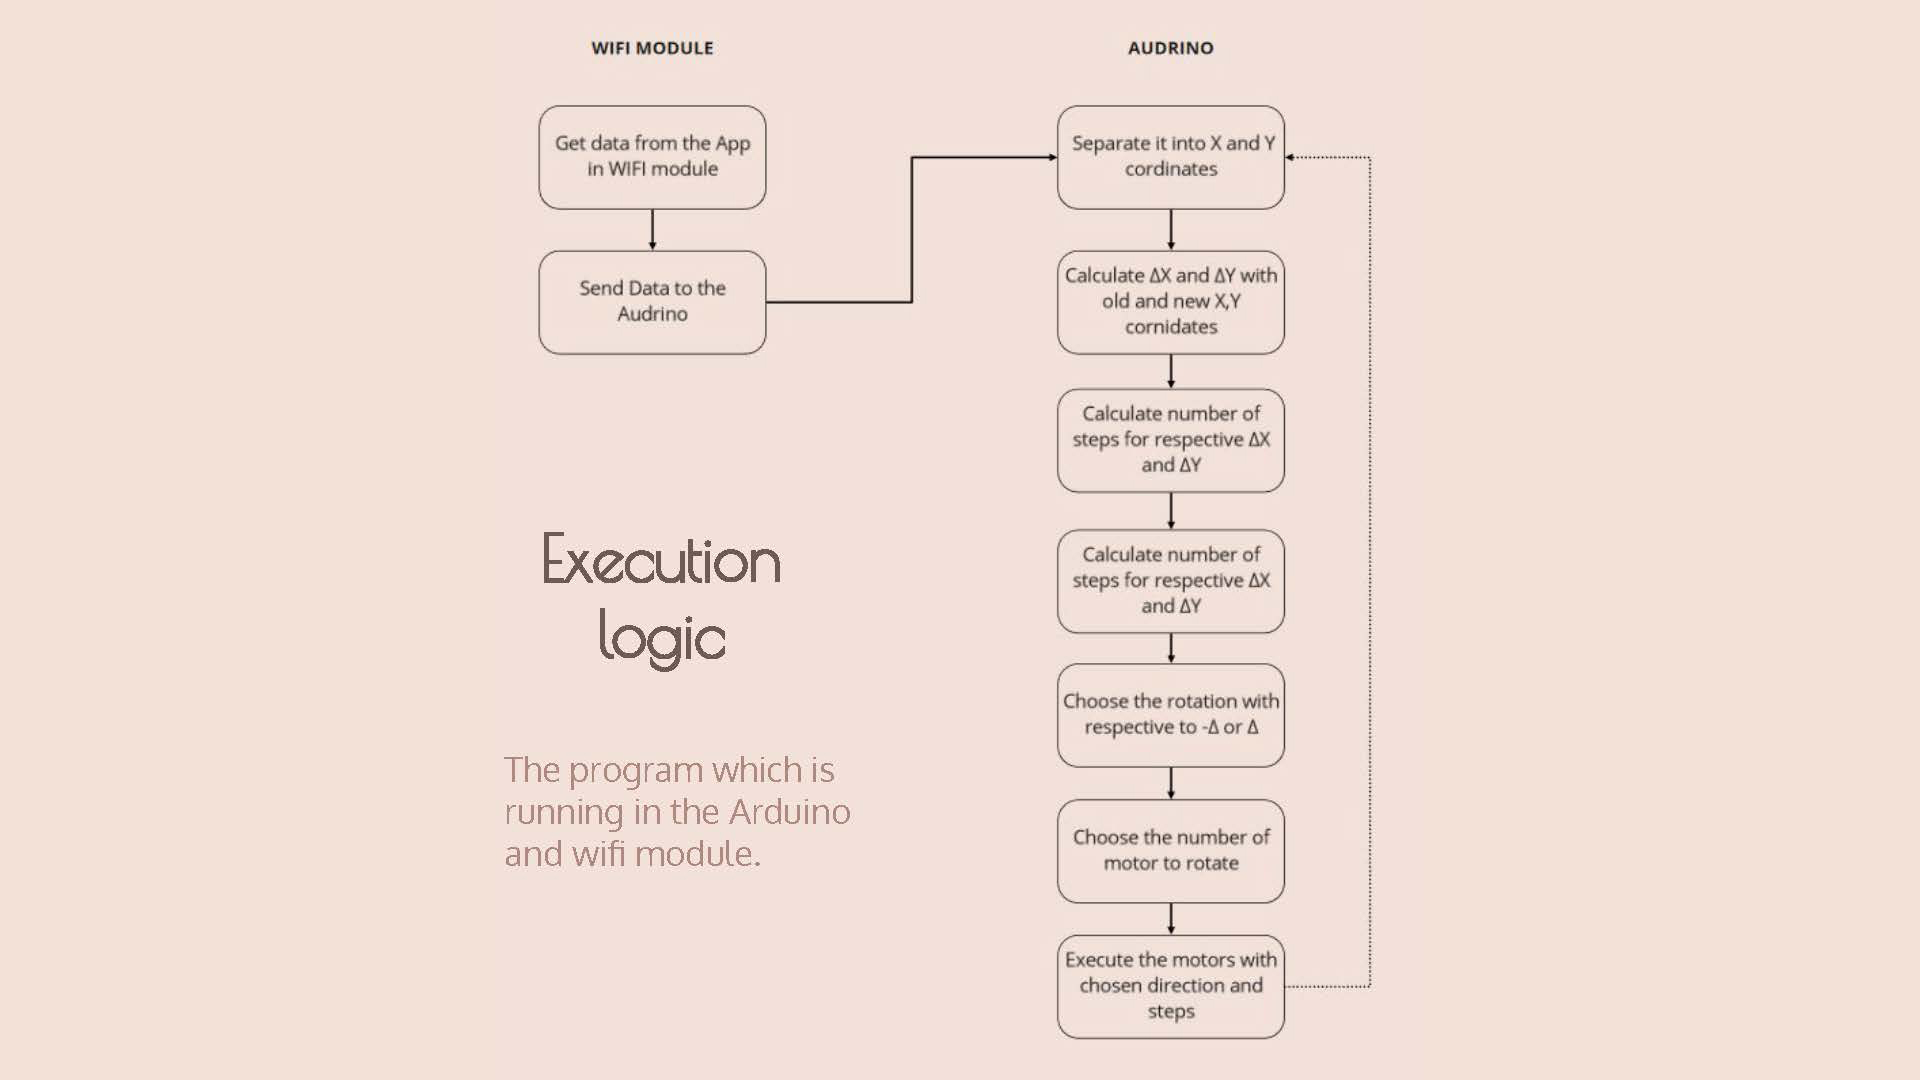 WIFI MODULE
Get data from the App
in WIFI module
Send Data to the
Audrino
AUDRINO
Separate it into X and Y
cordinates
Calculate ΔX and ΔY with
old and new X,Y
cornidates
Calculate number of
steps for respective ΔX
and ΔY
Calculate number of
steps for respective ΔX
and ΔY
Choose the rotation with
respective to -Δ or Δ
Choose the number of
motor to rotate
Execute the motors with
chosen direction and
steps
Execution
logic
The program which is
running in the Arduino
and wifi module.